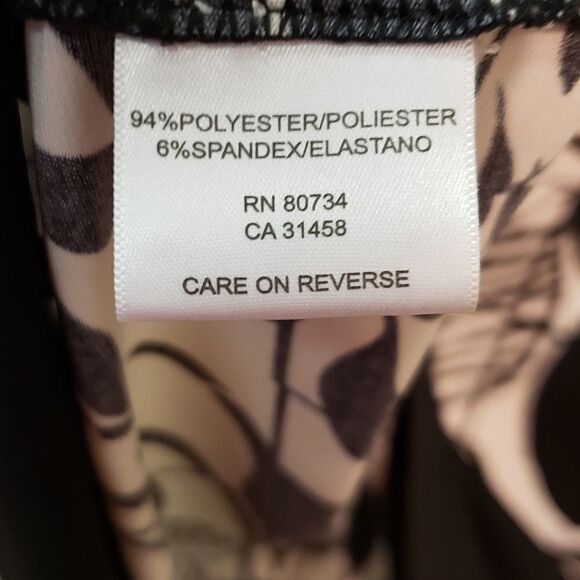 94%POLYESTER/POLIESTER
6%SPANDEX/ELASTANO
RN 80734
CA 31458
CARE ON REVERSE